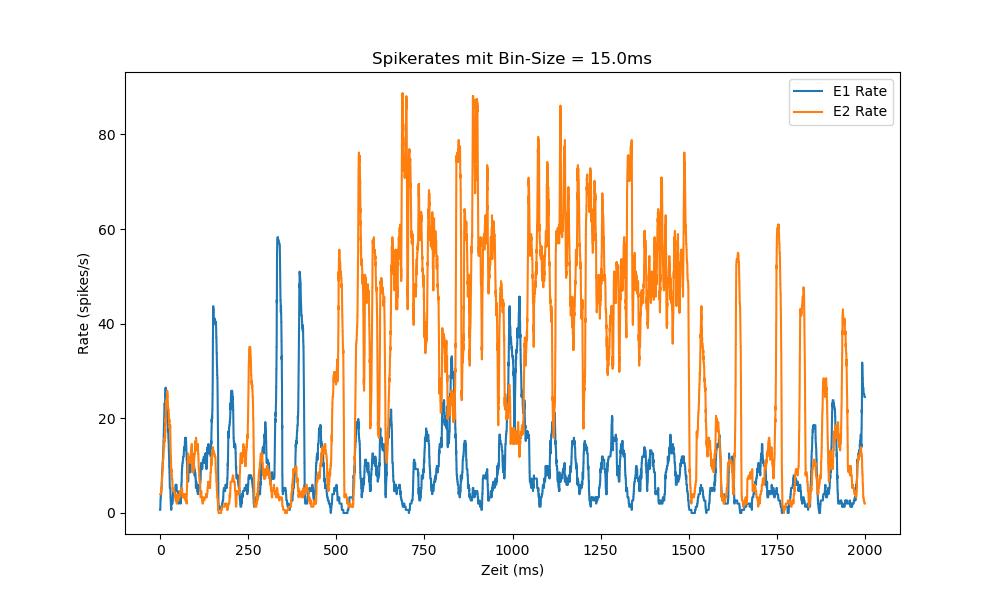 Spikerates mit Bin-Size = 15.0ms
E1 Rate
E2 Rate
80
60
40
20
0
Rate (spikes/s)
0 250 500 750 1000 1250 1500 1750 2000
Zeit (ms)